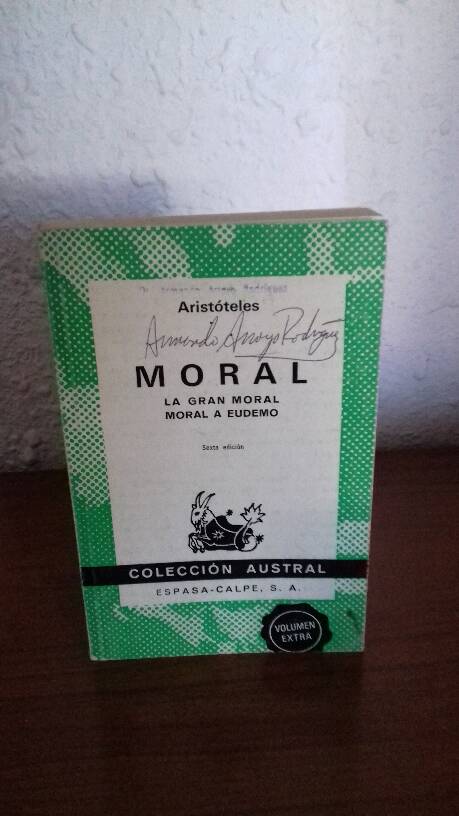 Aristóteles
Armando Arroyo Rodríguez
MORAL
LA GRAN MORAL
MORAL A EUDEMO
Sexta edición
COLECCIÓN AUSTRAL
ESPASA-CALPE, S. A.
VOLUMEN
EXTRA